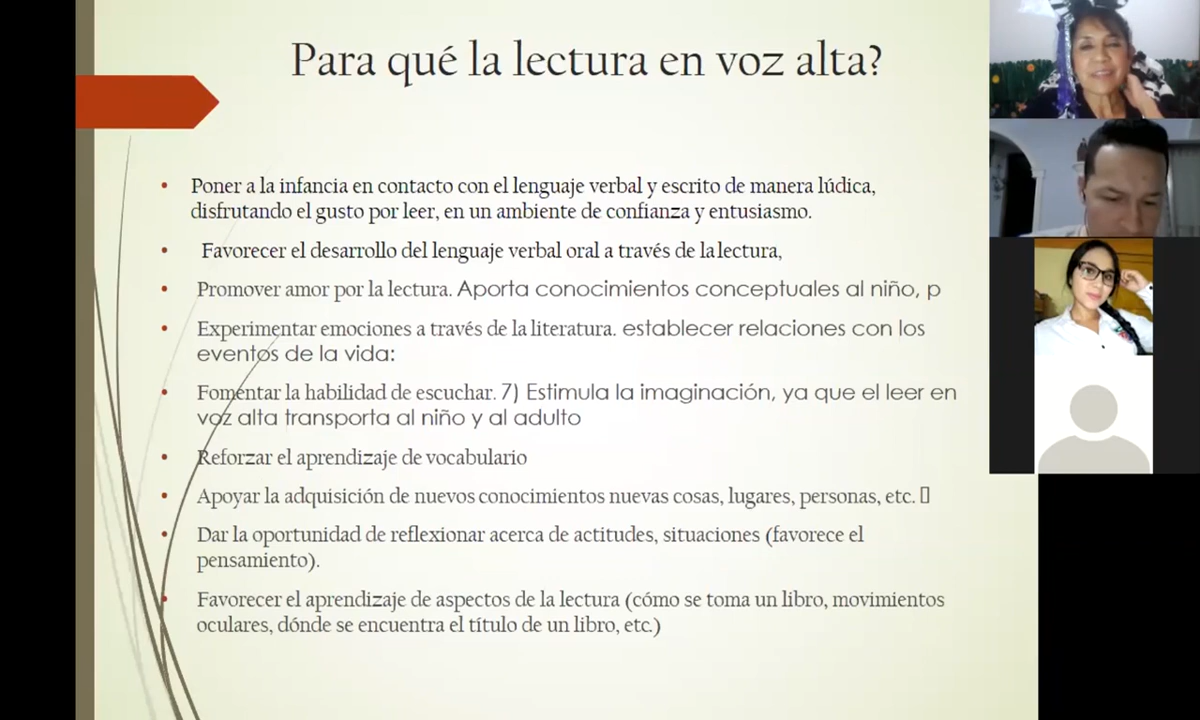 Para qué la lectura en voz alta?
• Poner a la infancia en contacto con el lenguaje verbal y escrito de manera lúdica,
disfrutando el gusto por leer, en un ambiente de confianza y entusiasmo.
• Favorecer el desarrollo del lenguaje verbal oral a través de la lectura,
• Promover amor por la lectura. Aporta conocimientos conceptuales al niño, p
• Experimentar emociones a través de la literatura. establecer relaciones con los
eventos de la vida:
• Fomentar la habilidad de escuchar. 7) Estimula la imaginación, ya que el leer en
voz alta transporta al niño y al adulto
• Reforzar el aprendizaje de vocabulario
• Apoyar la adquisición de nuevos conocimientos nuevas cosas, lugares, personas, etc. 
• Dar la oportunidad de reflexionar acerca de actitudes, situaciones (favorece el
pensamiento).
• Favorecer el aprendizaje de aspectos de la lectura (cómo se toma un libro, movimientos
oculares, dónde se encuentra el título de un libro, etc.)